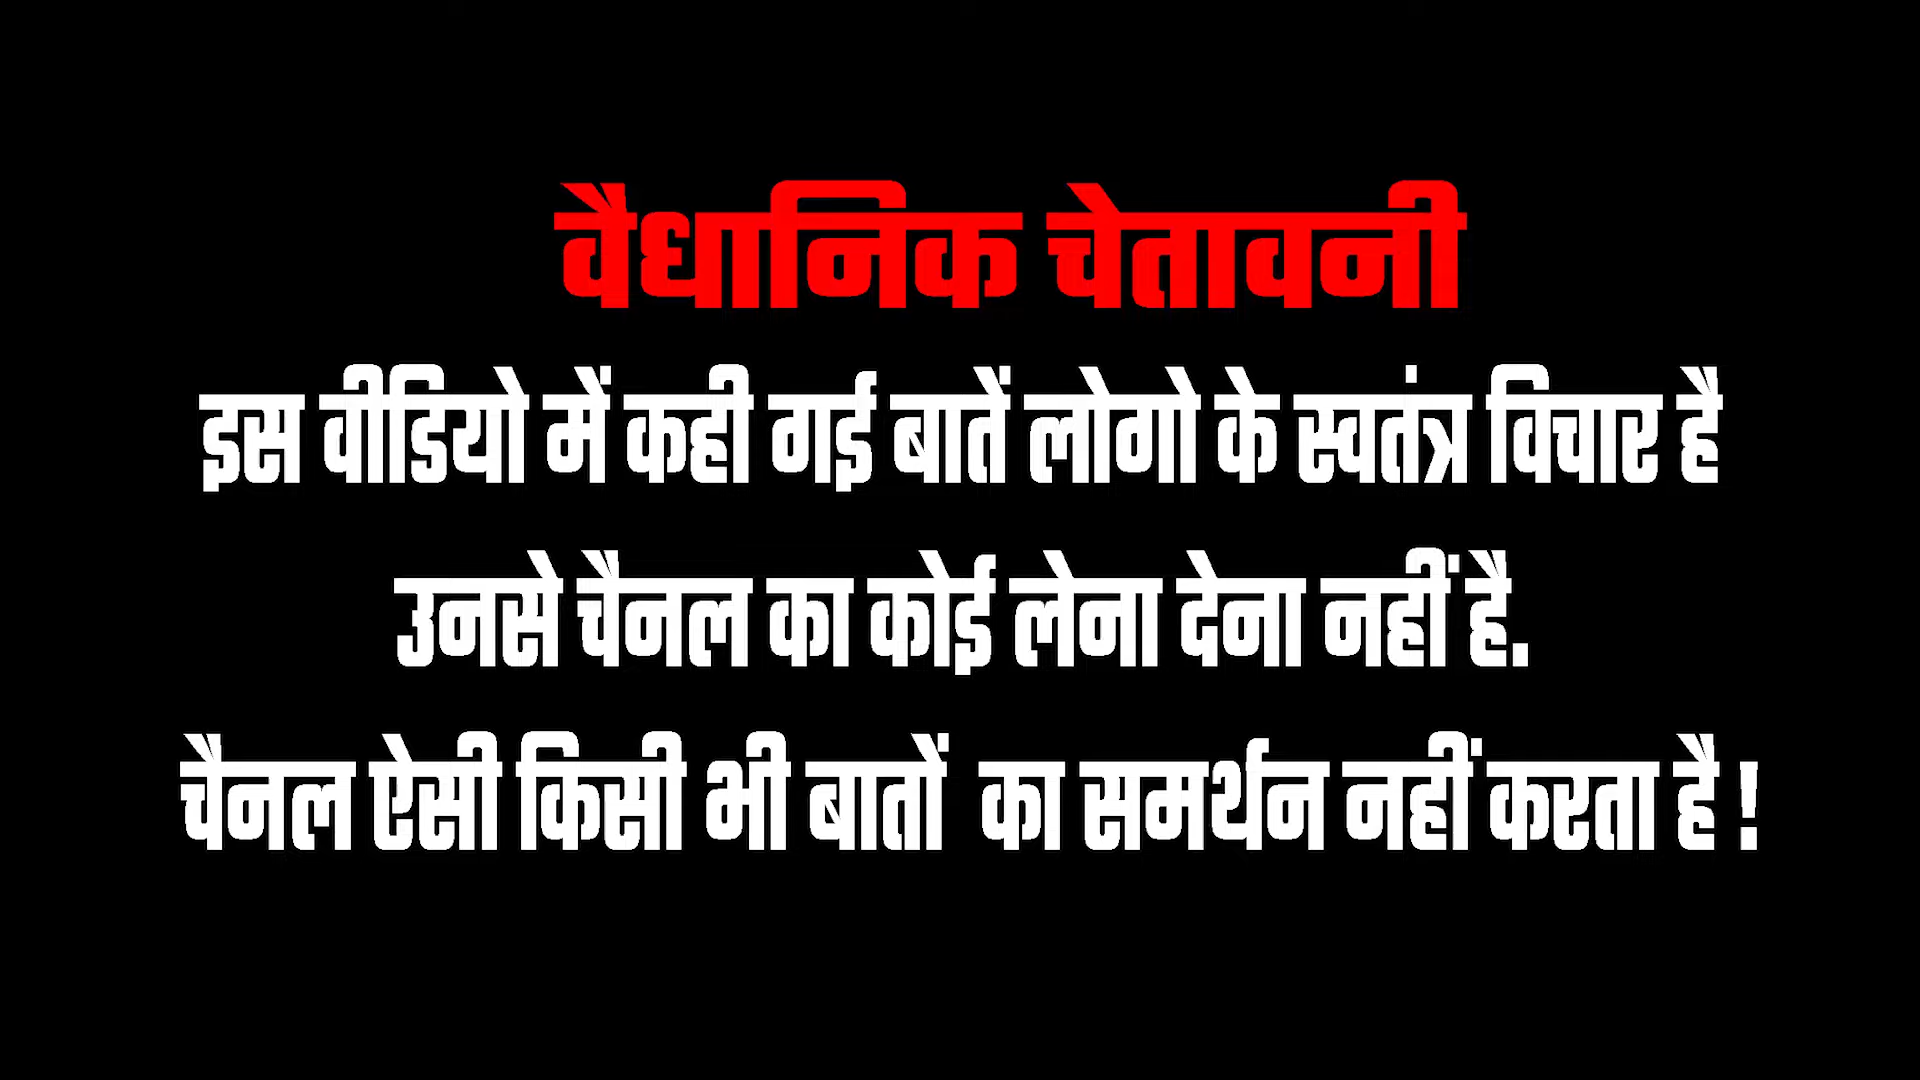 वैधानिक चेतावनी
इस वीडियो में कही गई बातें लोगो के स्वतंत्र विचार है
उनसे चैनल का कोई लेना देना नहीं है.
चैनल ऐसी किसी भी बातों का समर्थन नहीं करता है !